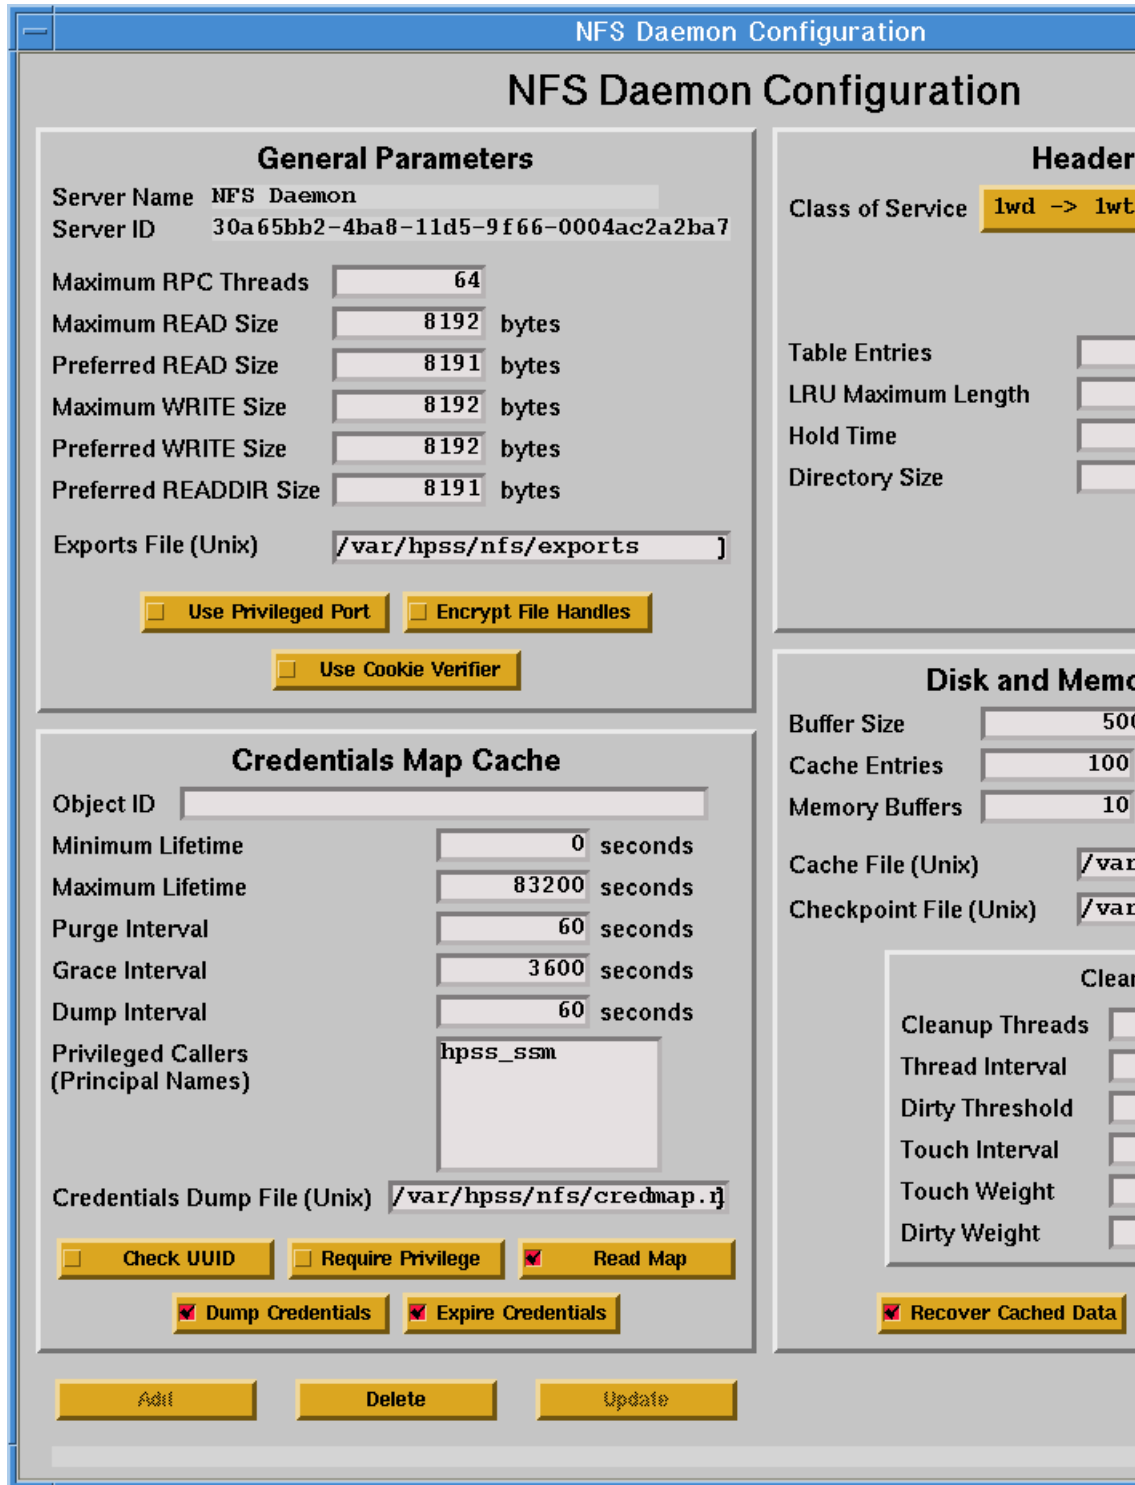 NFS Daemon Configuration
NFS Daemon Configuration
General Parameters
Server Name NFS Daemon
Server ID 30a65bb2-4ba8-11d5-9f66-0004ac2a2ba7
Maximum RPC Threads 64
Maximum READ Size 8192 bytes
Preferred READ Size 8191 bytes
Maximum WRITE Size 8192 bytes
Preferred WRITE Size 8192 bytes
Preferred READDIR Size 8191 bytes
Exports File (Unix) /var/hpss/nfs/exports
Use Privileged Port Encrypt File Handles
Use Cookie Verifier
Credentials Map Cache
Object ID
Minimum Lifetime 0 seconds
Maximum Lifetime 83200 seconds
Purge Interval 60 seconds
Grace Interval 3600 seconds
Dump Interval 60 seconds
Privileged Callers hpss_ssm
(Principal Names)
Credentials Dump File (Unix) /var/hpss/nfs/credmap.
Check UUID Require Privilege Read Map
Dump Credentials Expire Credentials
Header
Class of Service 1wd -> 1wt
Table Entries
LRU Maximum Length
Hold Time
Directory Size
Disk and Memo
Buffer Size 500
Cache Entries 100
Memory Buffers 10
Cache File (Unix) /var
Checkpoint File (Unix) /var
Clean
Cleanup Threads
Thread Interval
Dirty Threshold
Touch Interval
Touch Weight
Dirty Weight
Recover Cached Data
Add Delete Update